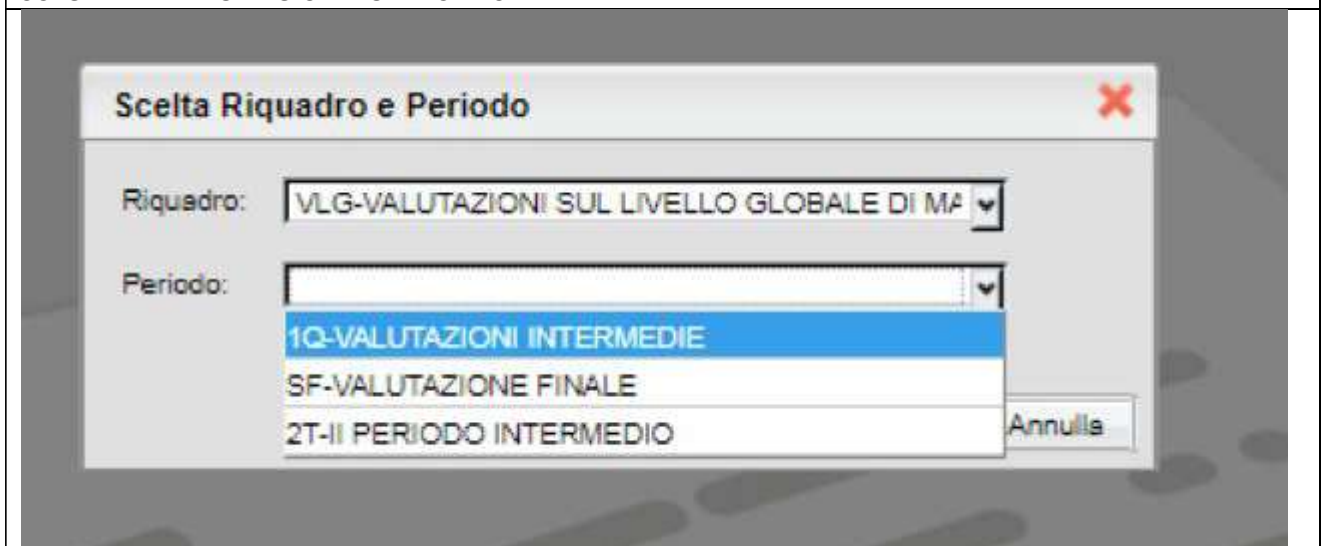 Scelta Riquadro e Periodo
Riquadro: VLG-VALUTAZIONI SUL LIVELLO GLOBALE DI MA
Periodo:
1Q-VALUTAZIONI INTERMEDIE
SF-VALUTAZIONE FINALE
2T-II PERIODO INTERMEDIO
Annulla